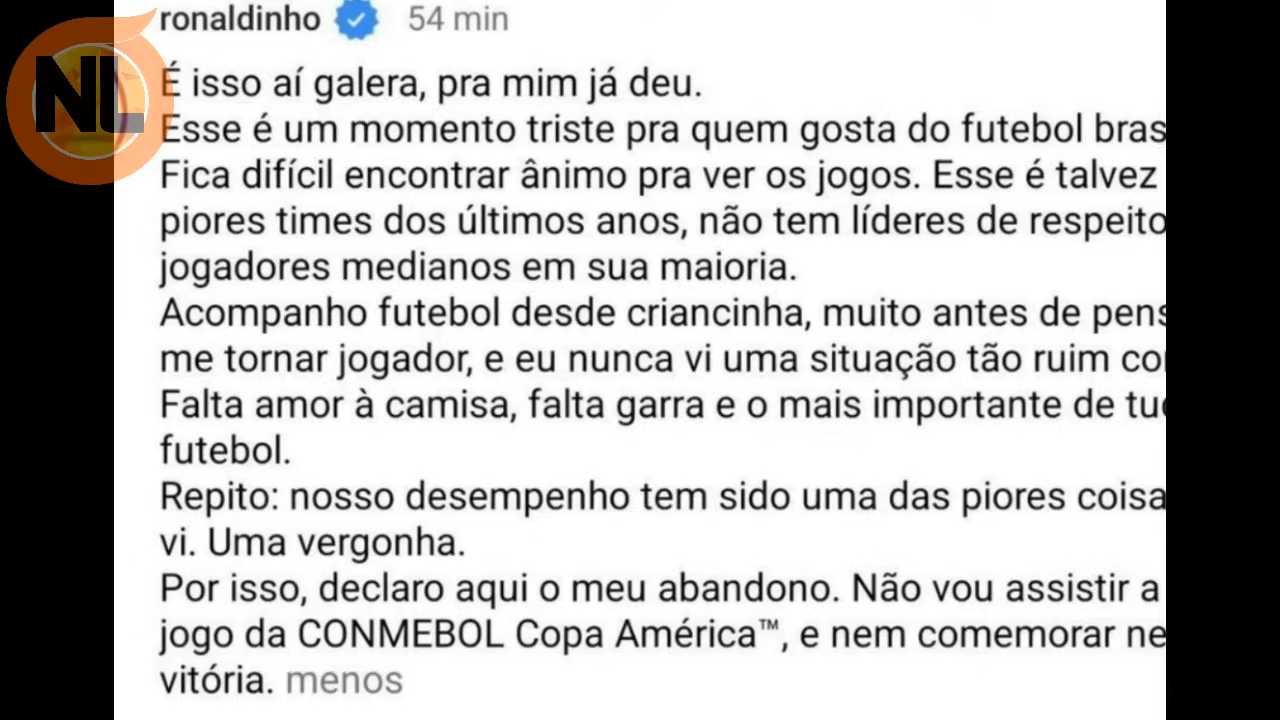 NL
ronaldinho 54 min
É isso aí galera, pra mim já deu.
Esse é um momento triste pra quem gosta do futebol bras
Fica difícil encontrar ânimo pra ver os jogos. Esse é talvez
piores times dos últimos anos, não tem líderes de respeito
jogadores medianos em sua maioria.
Acompanho futebol desde criancinha, muito antes de pens
me tornar jogador, e eu nunca vi uma situação tão ruim co
Falta amor à camisa, falta garra e o mais importante de tu
futebol.
Repito: nosso desempenho tem sido uma das piores coisa
vi. Uma vergonha.
Por isso, declaro aqui o meu abandono. Não vou assistir a
jogo da CONMEBOL Copa América™, e nem comemorar ne
vitória. menos